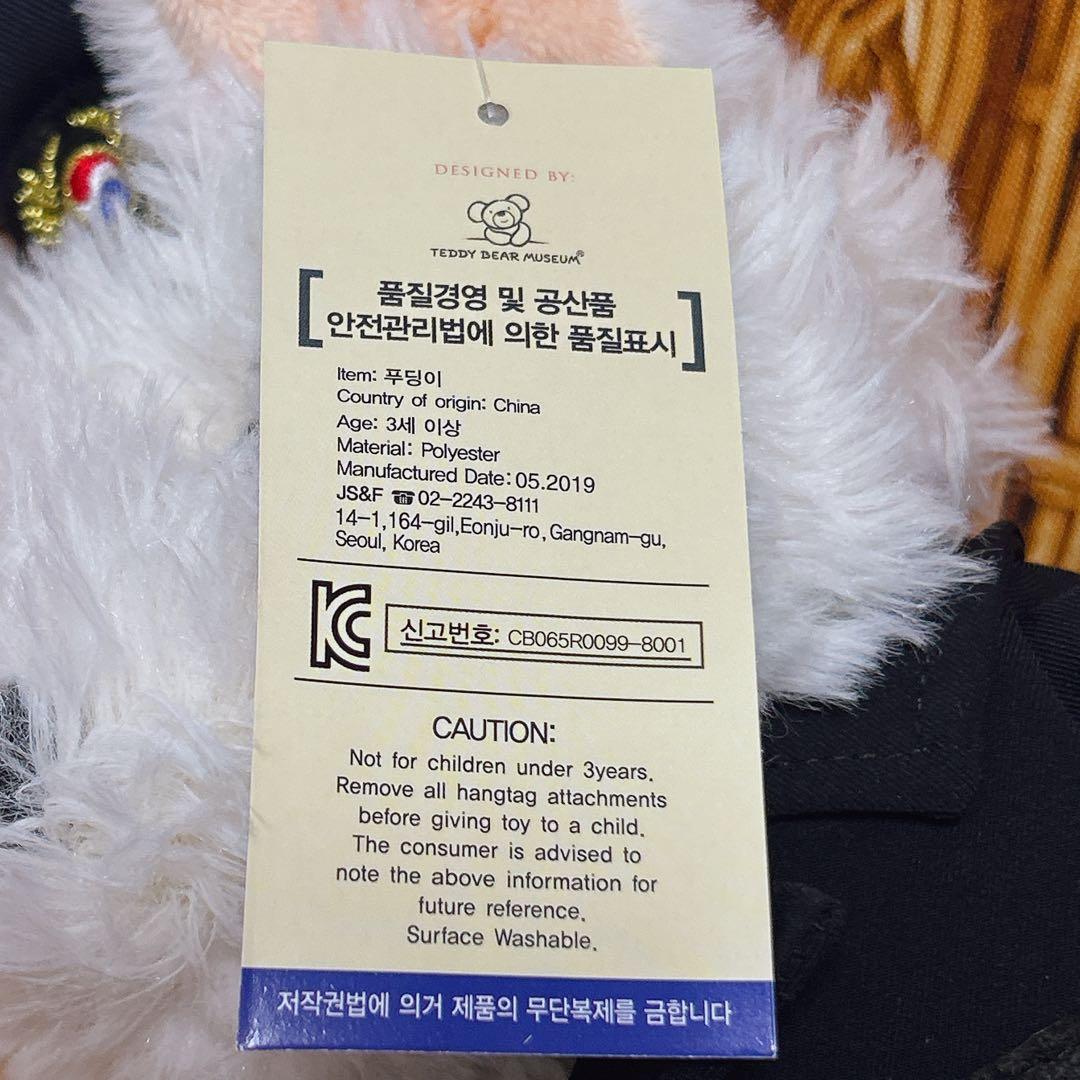 DESIGNED BY:
TEDDY BEAR MUSEUM®
품질경영 및 공산품
안전관리법에 의한 품질표시
Item: 푸딩이
Country of origin: China
Age: 3세 이상
Material: Polyester
Manufactured Date: 05.2019
JS&F ☎ 02-2243-8111
14-1,164-gil,Eonju-ro, Gangnam-gu,
Seoul, Korea
신고번호: CB065R0099-8001
CAUTION:
Not for children under 3years.
Remove all hangtag attachments
before giving toy to a child.
The consumer is advised to
note the above information for
future reference.
Surface Washable.
저작권법에 의거 제품의 무단복제를 금합니다